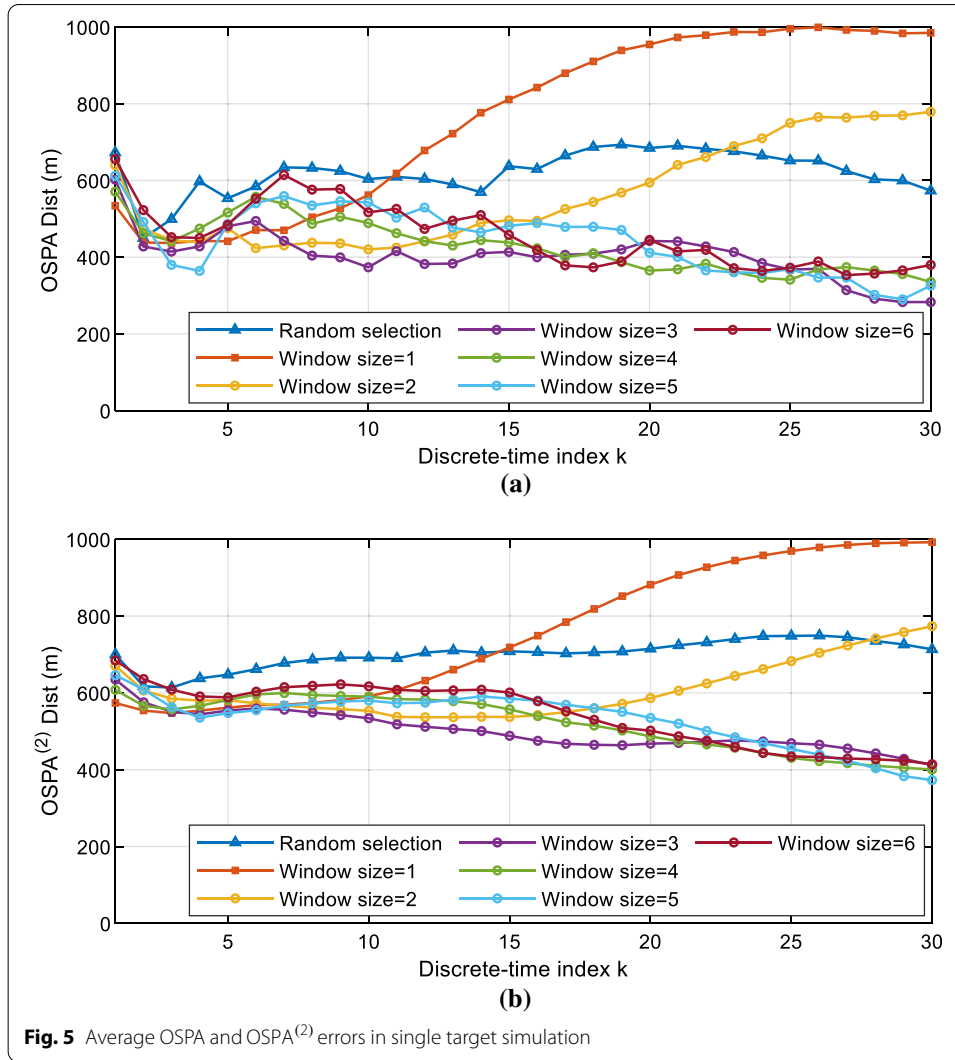 1000
800
600
400
200
0
OSPA Dist (m)
Random selection
Window size=1
Window size=2
Window size=3
Window size=4
Window size=5
Window size=6
5 10 15 20 25 30
Discrete-time index k
(a)
1000
800
600
400
200
0
OSPA(2) Dist (m)
Random selection
Window size=1
Window size=2
Window size=3
Window size=4
Window size=5
Window size=6
5 10 15 20 25 30
Discrete-time index k
(b)
Fig. 5 Average OSPA and OSPA(2) errors in single target simulation